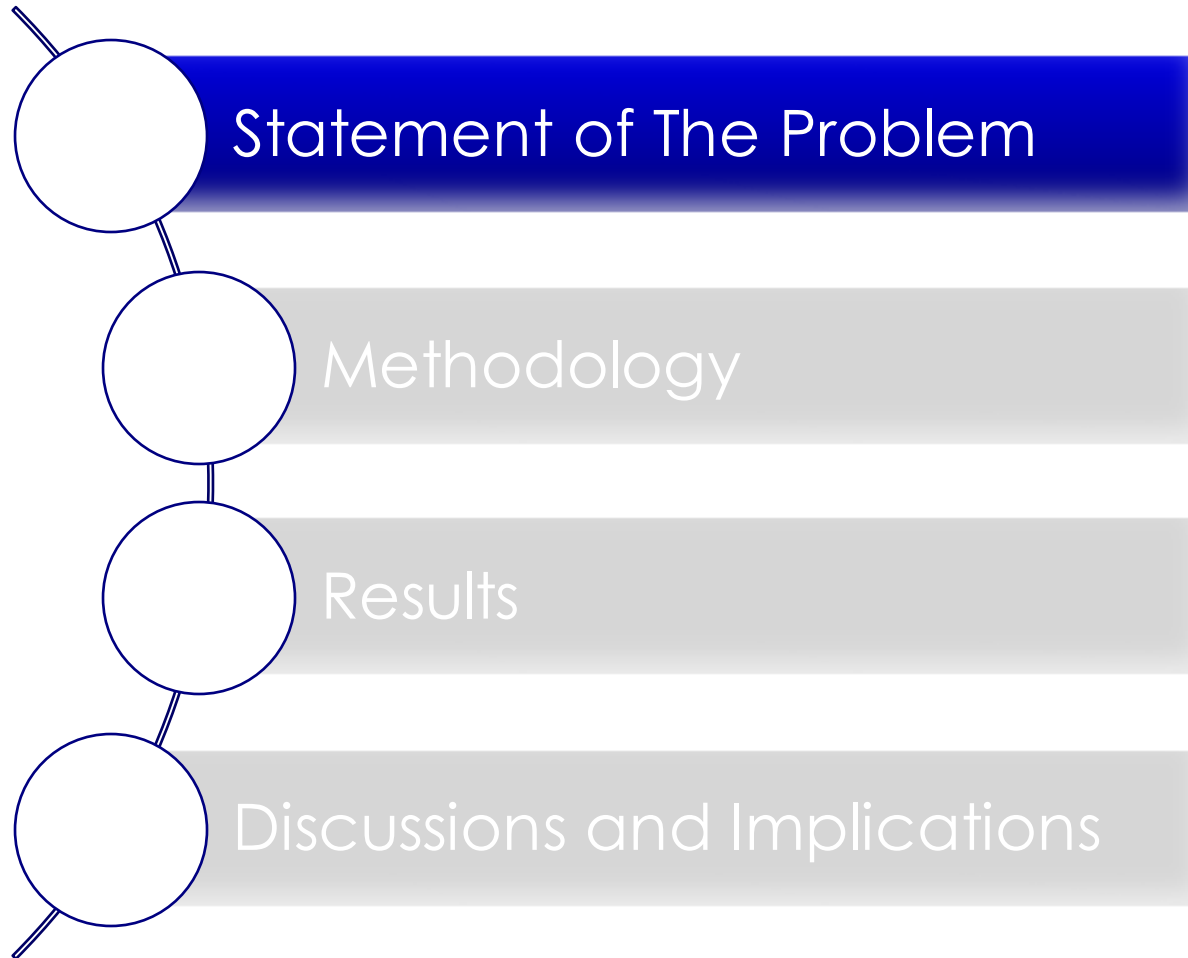 Statement of The Problem
Methodology
Results
Discussions and Implications